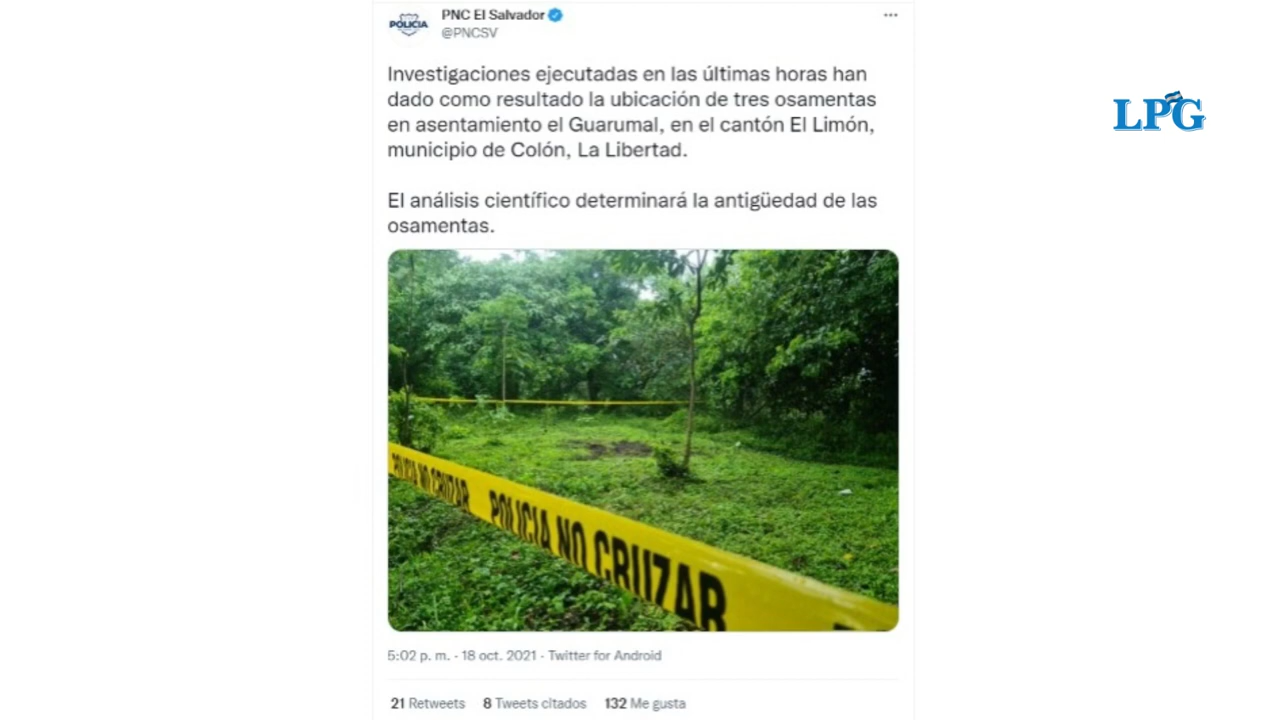 POLICIA
PNC El Salvador
@PNCSV
Investigaciones ejecutadas en las últimas horas han
dado como resultado la ubicación de tres osamentas
en asentamiento el Guarumal, en el cantón El Limón,
municipio de Colón, La Libertad.
El análisis científico determinará la antigüedad de las
osamentas.
LPG
POLICIA NO CRUZAR POLICIA NO CRUZAR
5:02 p. m. · 18 oct. 2021 · Twitter for Android
21 Retweets 8 Tweets citados 132 Me gusta